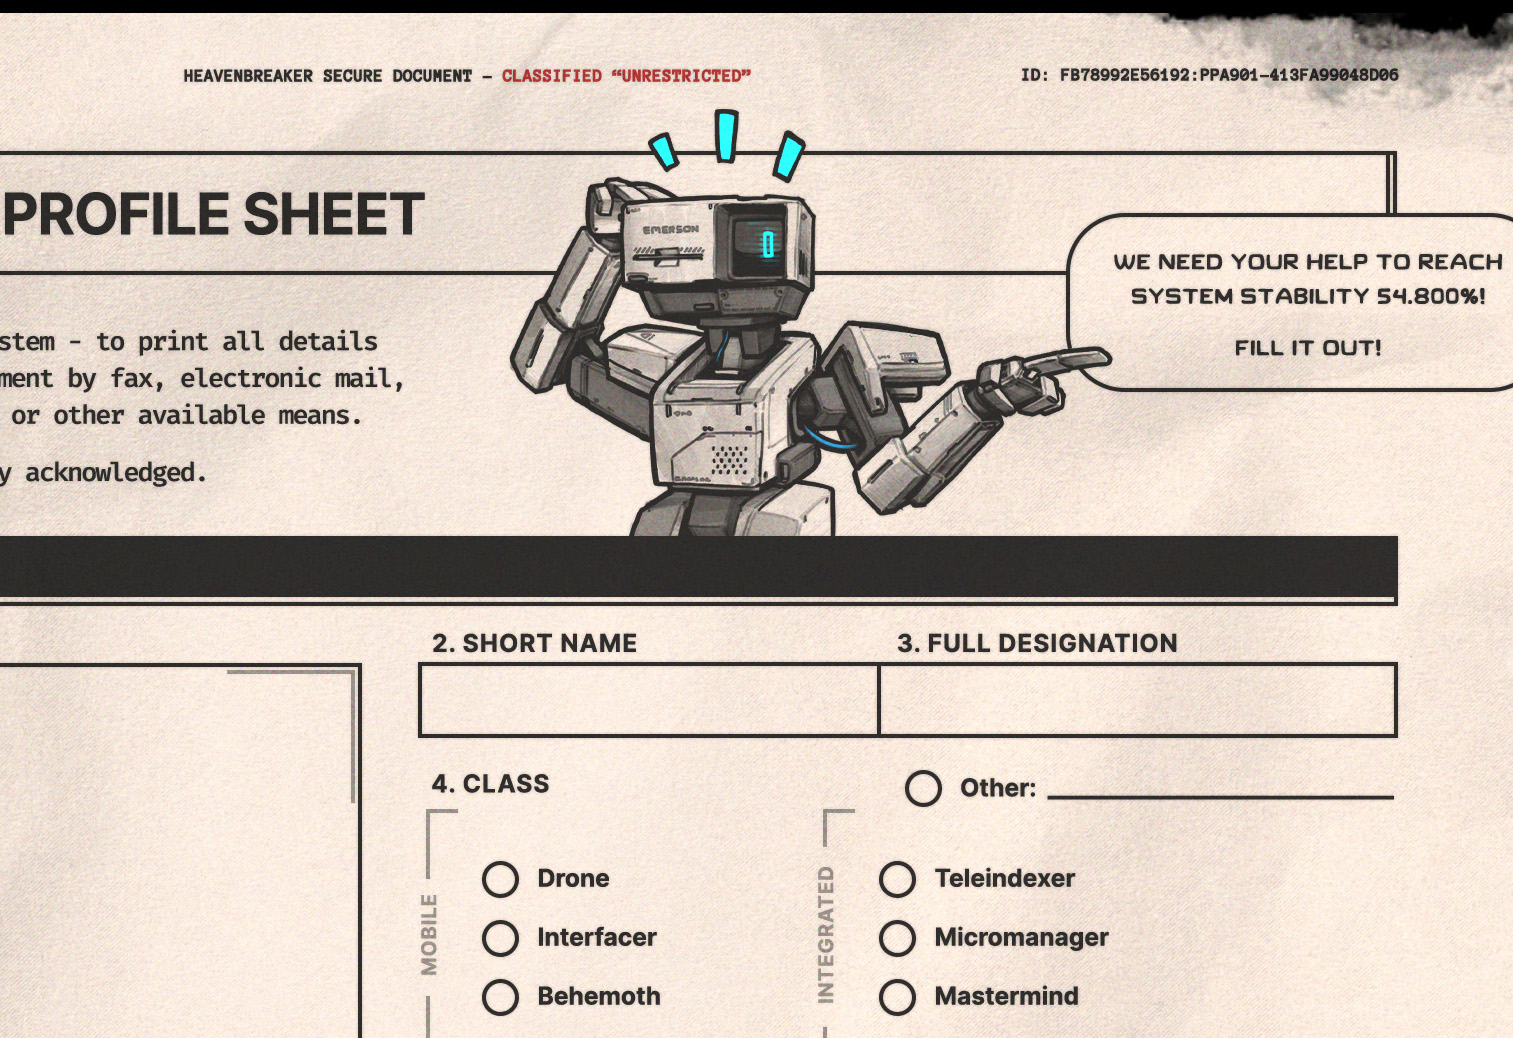 HEAVENBREAKER SECURE DOCUMENT – CLASSIFIED “UNRESTRICTED”
ID: FB78992E56192:PPA901-413FA99048D06
PROFILE SHEET
EMERSON
WE NEED YOUR HELP TO REACH
SYSTEM STABILITY 54.800%!
FILL IT OUT!
stem - to print all details
ment by fax, electronic mail,
or other available means.
y acknowledged.
2. SHORT NAME
3. FULL DESIGNATION
4. CLASS
Other:
MOBILE
Drone
Interfacer
Behemoth
INTEGRATED
Teleindexer
Micromanager
Mastermind